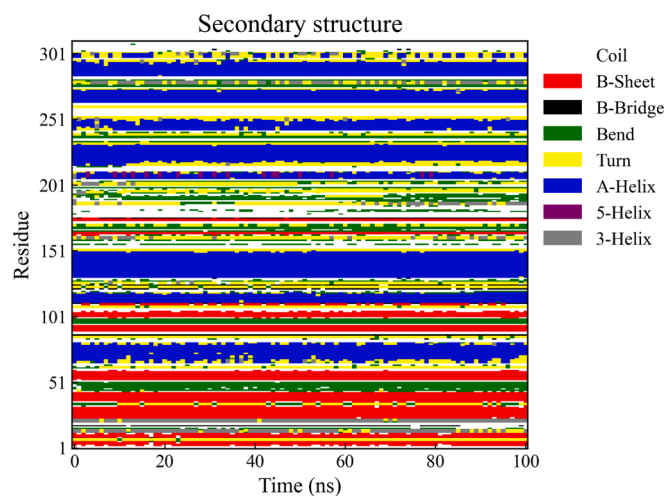 Secondary structure
301
251
201
151
101
51
1
Residue
0
20
40
60
80
100
Time (ns)
Coil
B-Sheet
B-Bridge
Bend
Turn
A-Helix
5-Helix
3-Helix